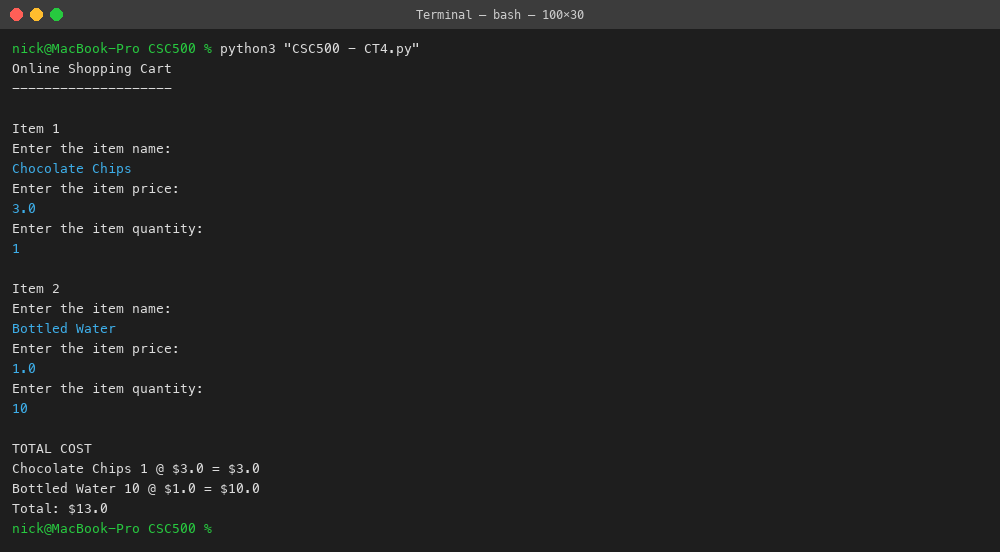 Terminal — bash — 100×30
nick@MacBook-Pro CSC500 % python3 "CSC500 - CT4.py"
Online Shopping Cart
--------------------
Item 1
Enter the item name:
Chocolate Chips
Enter the item price:
3.0
Enter the item quantity:
1
Item 2
Enter the item name:
Bottled Water
Enter the item price:
1.0
Enter the item quantity:
10
TOTAL COST
Chocolate Chips 1 @ $3.0 = $3.0
Bottled Water 10 @ $1.0 = $10.0
Total: $13.0
nick@MacBook-Pro CSC500 %